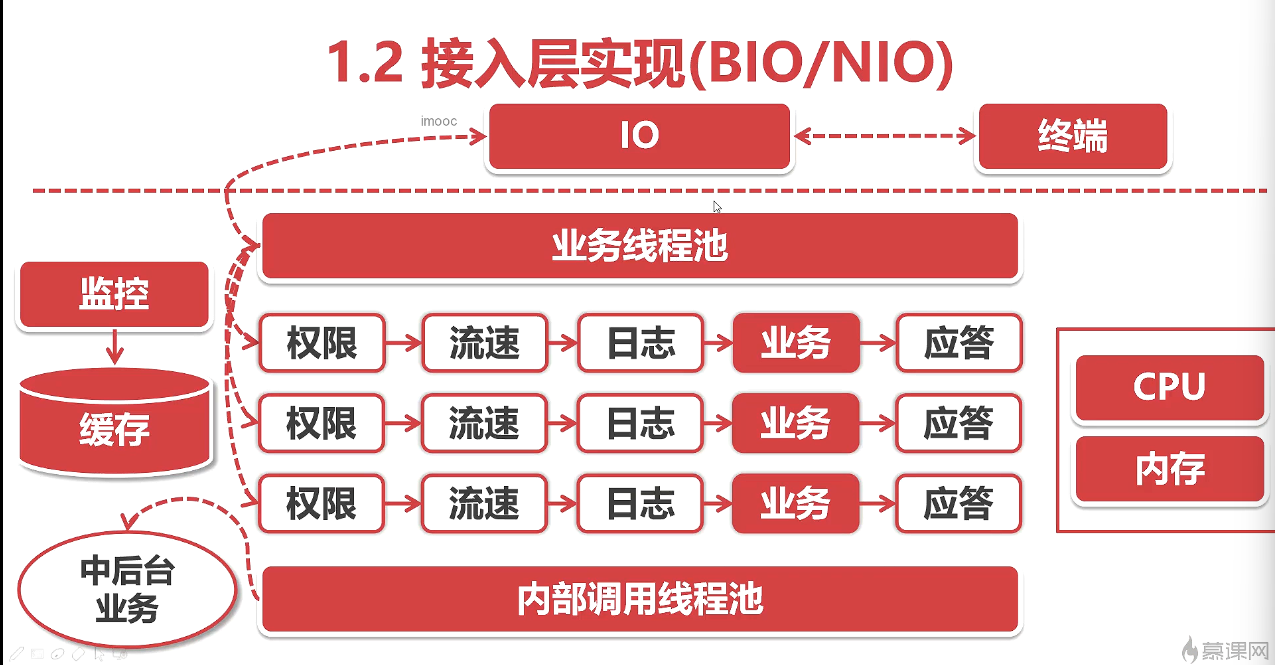 1.2 接入层实现(BIO/NIO)
imooc
IO
终端
业务线程池
监控
缓存
权限
流速
日志
业务
应答
权限
流速
日志
业务
应答
权限
流速
日志
业务
应答
CPU
内存
中后台
业务
内部调用线程池
慕课网